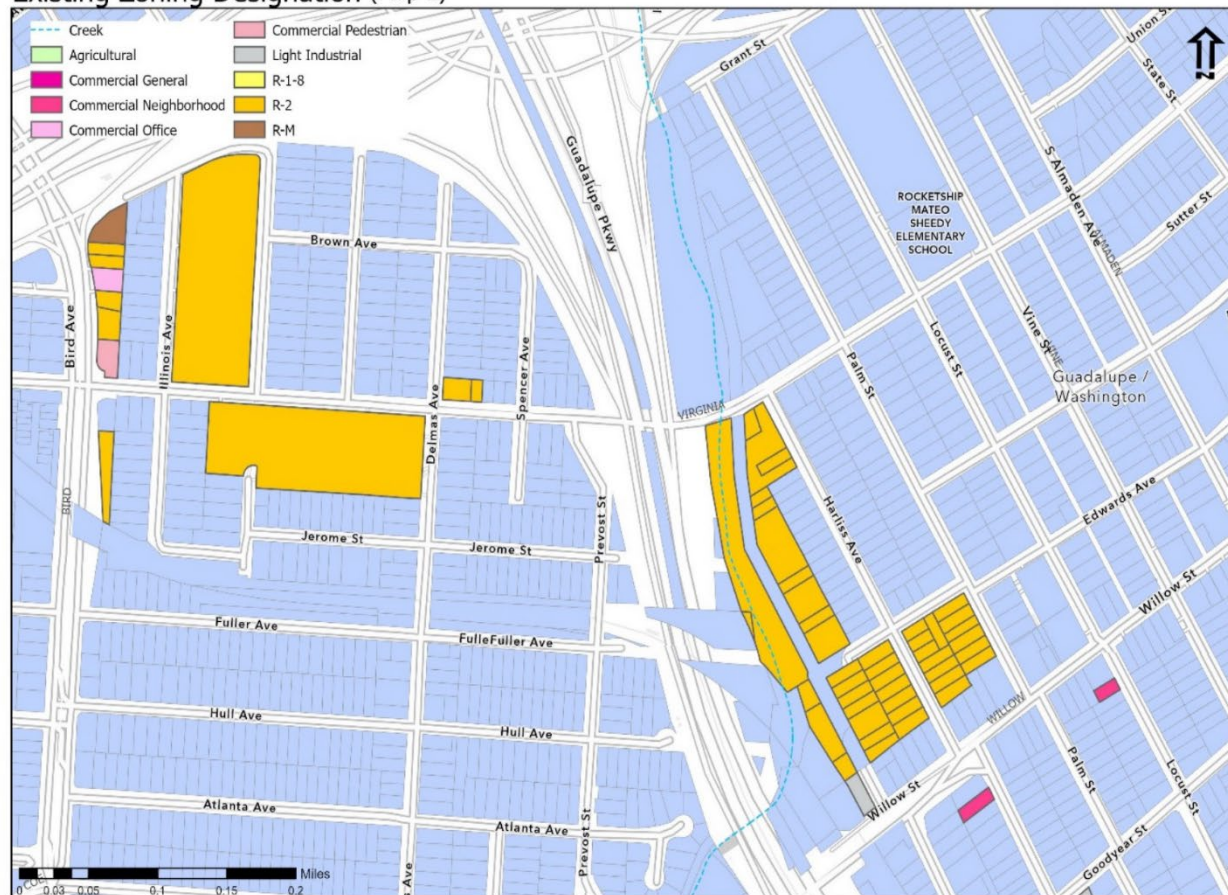 Existing Zoning Designation
Creek
Agricultural
Commercial General
Commercial Neighborhood
Commercial Office
Commercial Pedestrian
Light Industrial
R-1-8
R-2
R-M
N
Grant St
Union St
State St
S Almaden Ave
ALMADEN
Sutter St
Guadalupe Pkwy
ROCKETSHIP
MATEO
SHEEDY
ELEMENTARY
SCHOOL
Brown Ave
Bird Ave
Illinois Ave
Delmas Ave
Spencer Ave
VIRGINIA
Palm St
Locust St
Vine St
VINE
Guadalupe /
Washington
BIRD
Prevost St
Harliss Ave
Edwards Ave
Jerome St
Jerome St
Willow St
Fuller Ave
FulleFuller Ave
WILLOW
Hull Ave
Hull Ave
Palm St
Locust St
Atlanta Ave
Atlanta Ave
Prevost St
Willow St
Goodyear St
Ave
0 0.03 0.05 0.1 0.15 0.2 Miles